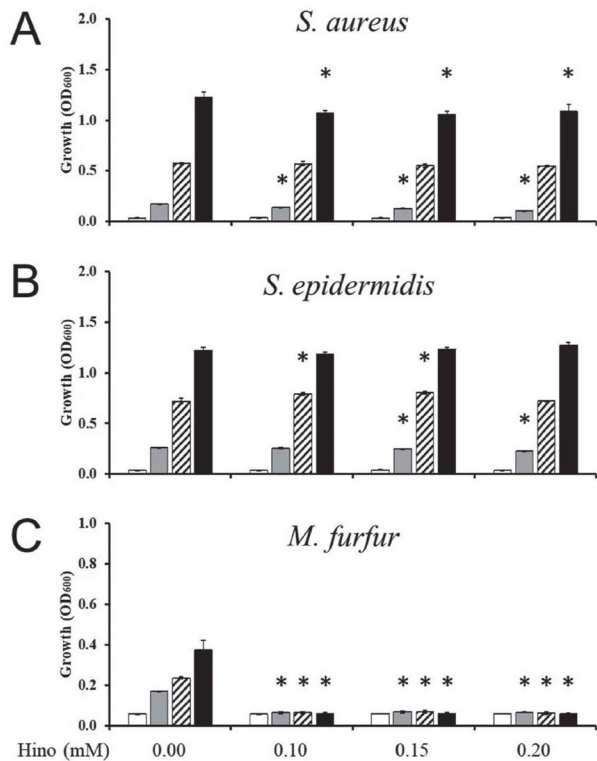 A
S. aureus
Growth (OD600)
2.0
1.5
1.0
0.5
0.0
* * *
* * *
B
S. epidermidis
Growth (OD600)
2.0
1.5
1.0
0.5
0.0
* *
* *
C
M. furfur
Growth (OD600)
1.0
0.8
0.6
0.4
0.2
0.0
* * * * * * * * *
Hino (mM) 0.00 0.10 0.15 0.20